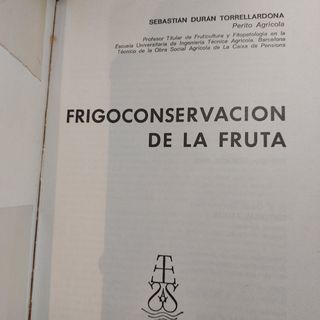 SEBASTIAN DURAN TORRELLARDONA
Perito Agrícola
Profesor Titular de Fruticultura y Fitopatología en la
Escuela Universitaria de Ingeniería Técnica Agrícola. Barcelona
Técnico de la Obra Social Agrícola de La Caixa de Pensions
FRIGOCONSERVACION
DE LA FRUTA